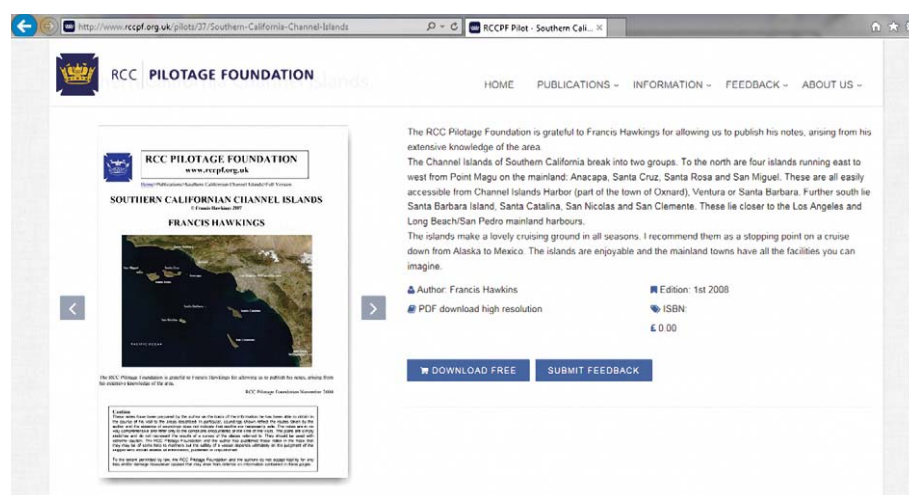 http://www.rccpf.org.uk/pilots/37/Southern-California-Channel-Islands
RCCPF Pilot - Southern Cali...
RCC PILOTAGE FOUNDATION
HOME PUBLICATIONS INFORMATION FEEDBACK ABOUT US
RCC PILOTAGE FOUNDATION
www.rccpf.org.uk
SOUTHERN CALIFORNIAN CHANNEL ISLANDS
© Francis Hawkings 2007
FRANCIS HAWKINGS
PACIFIC OCEAN
The RCC Pilotage Foundation is grateful to Francis Hawkings for allowing us to publish his notes, arising from
his extensive knowledge of the area.
RCC Pilotage Foundation November 2008
Caution
The RCC Pilotage Foundation is grateful to Francis Hawkings for allowing us to publish his notes, arising from his
extensive knowledge of the area.
The Channel Islands of Southern California break into two groups. To the north are four islands running east to
west from Point Magu on the mainland: Anacapa, Santa Cruz, Santa Rosa and San Miguel. These are all easily
accessible from Channel Islands Harbor (part of the town of Oxnard), Ventura or Santa Barbara. Further south lie
Santa Barbara Island, Santa Catalina, San Nicolas and San Clemente. These lie closer to the Los Angeles and
Long Beach/San Pedro mainland harbours.
The islands make a lovely cruising ground in all seasons. I recommend them as a stopping point on a cruise
down from Alaska to Mexico. The islands are enjoyable and the mainland towns have all the facilities you can
imagine.
Author: Francis Hawkins
Edition: 1st 2008
PDF download high resolution
ISBN:
£ 0.00
DOWNLOAD FREE
SUBMIT FEEDBACK